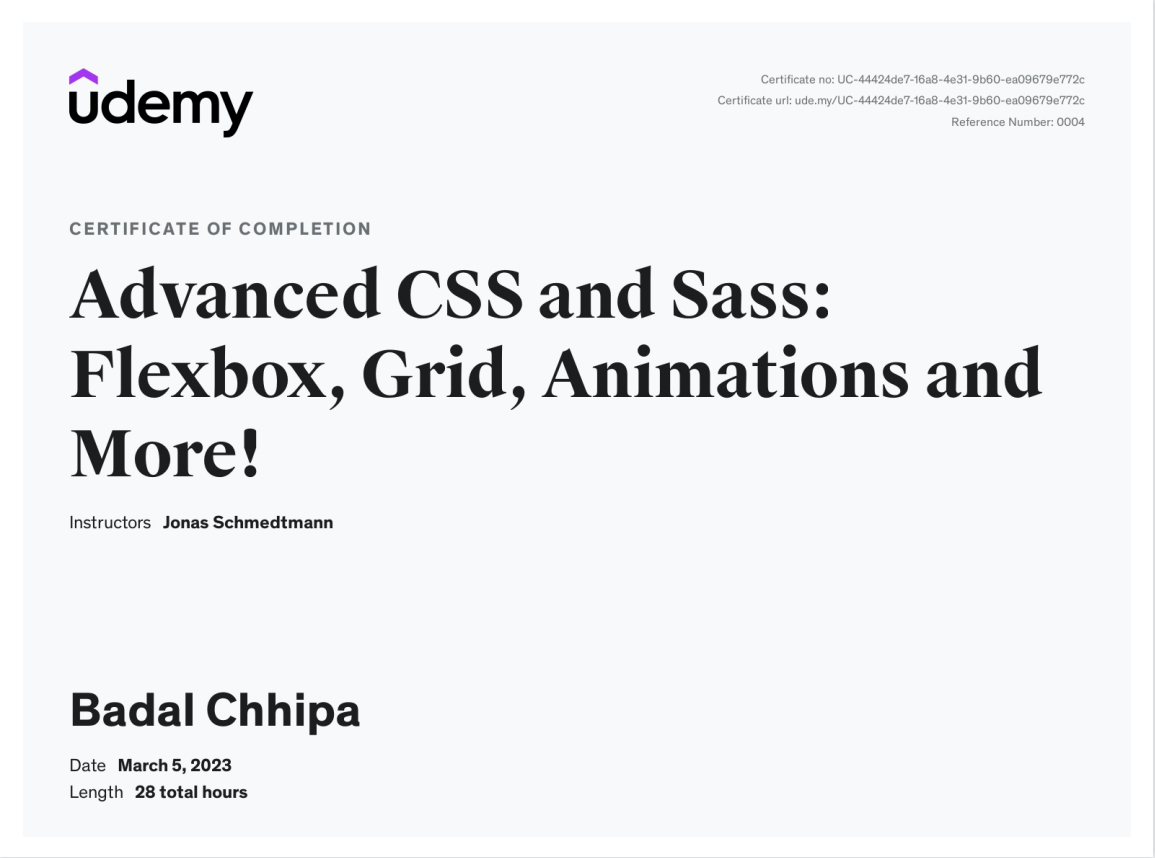 udemy
Certificate no: UC-44424de7-16a8-4e31-9b60-ea09679e772c
Certificate url: ude.my/UC-44424de7-16a8-4e31-9b60-ea09679e772c
Reference Number: 0004
CERTIFICATE OF COMPLETION
Advanced CSS and Sass:
Flexbox, Grid, Animations and
More!
Instructors Jonas Schmedtmann
Badal Chhipa
Date March 5, 2023
Length 28 total hours